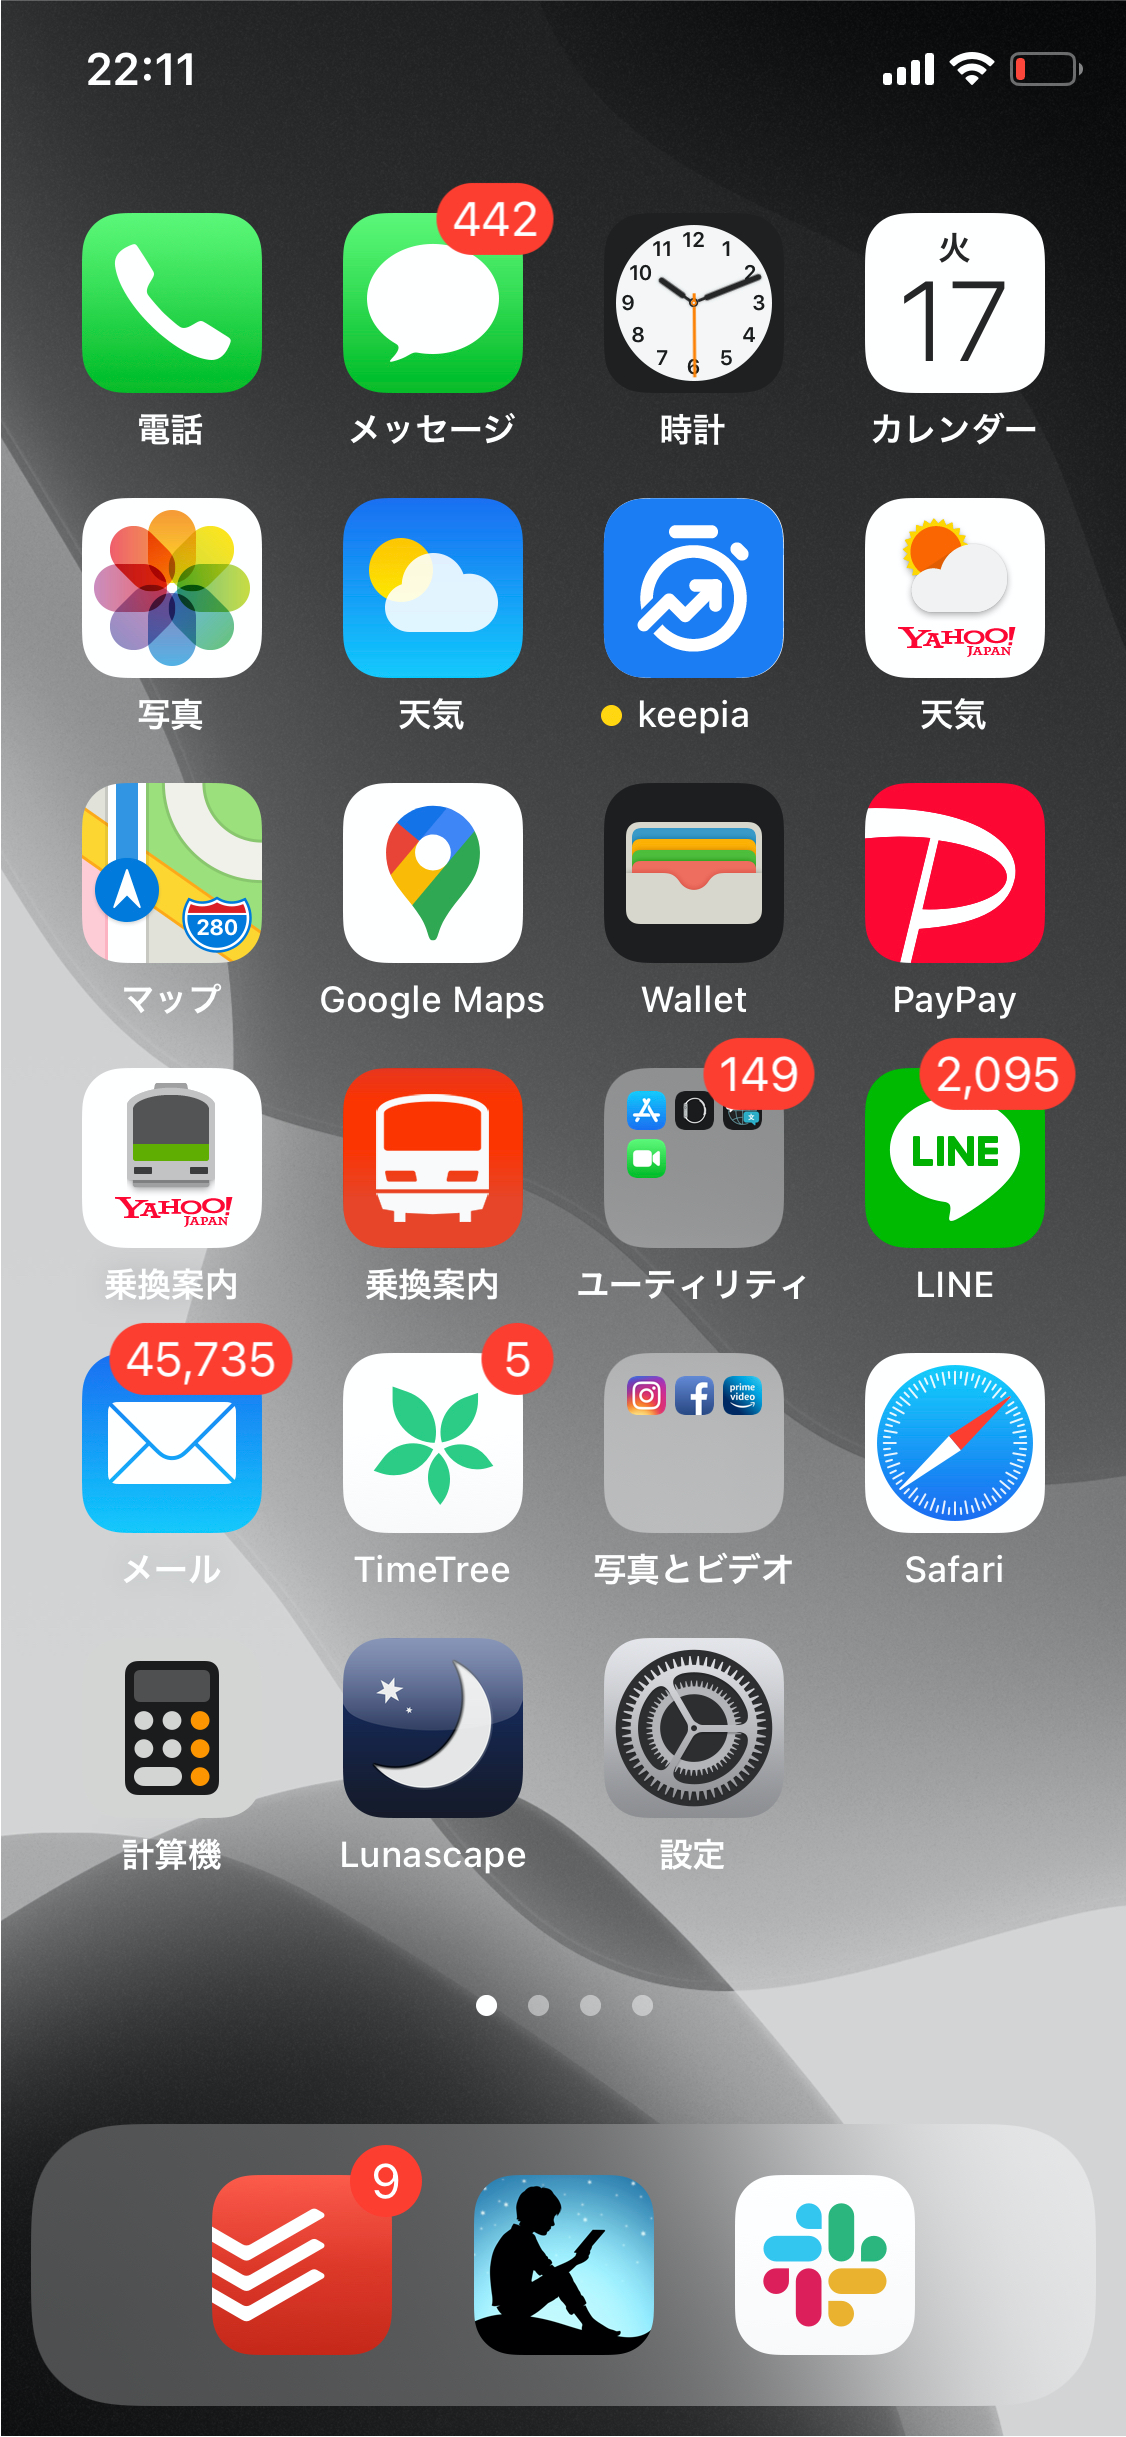 22:11
442
12
11
1
10
2
9
3
8
4
7
5
6
火
17
電話
メッセージ
時計
カレンダー
YAHOO!
JAPAN
写真
天気
keepia
天気
280
マップ
Google Maps
Wallet
PayPay
149
2,095
YAHOO!
JAPAN
LINE
乗換案内
乗換案内
ユーティリティ
LINE
45,735
5
prime
video
メール
TimeTree
写真とビデオ
Safari
計算機
Lunascape
設定
9